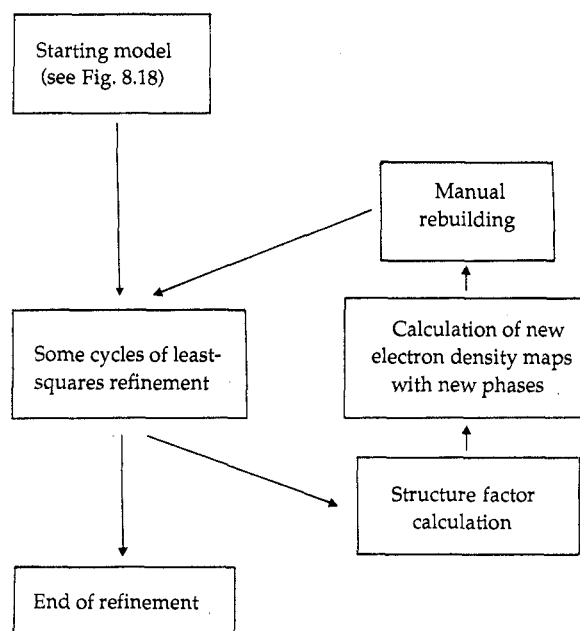 Starting model
(see Fig. 8.18)
Manual
rebuilding
Some cycles of least-
squares refinement
Calculation of new
electron density maps
with new phases
Structure factor
calculation
End of refinement